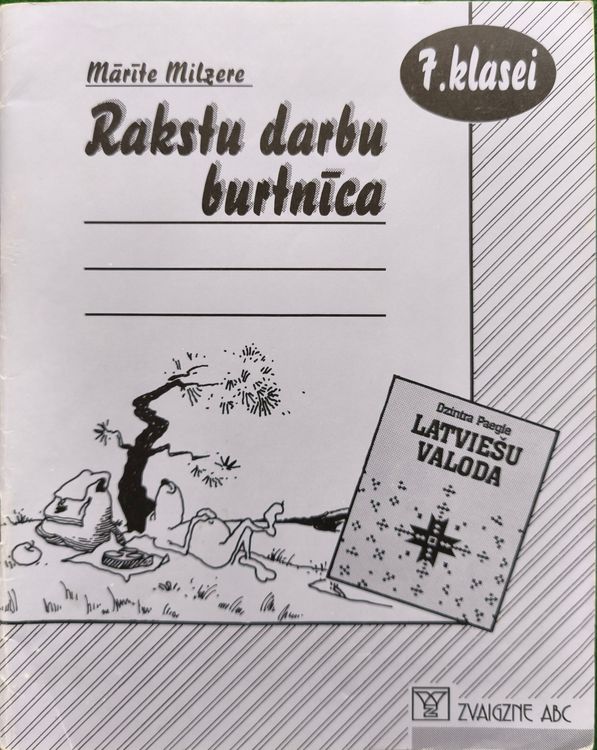 Mārīte Milzere
7. klasei
Rakstu darbu
burtnīca
Dzintra Paegle
LATVIEŠU
VALODA
ZVAIGZNE ABC